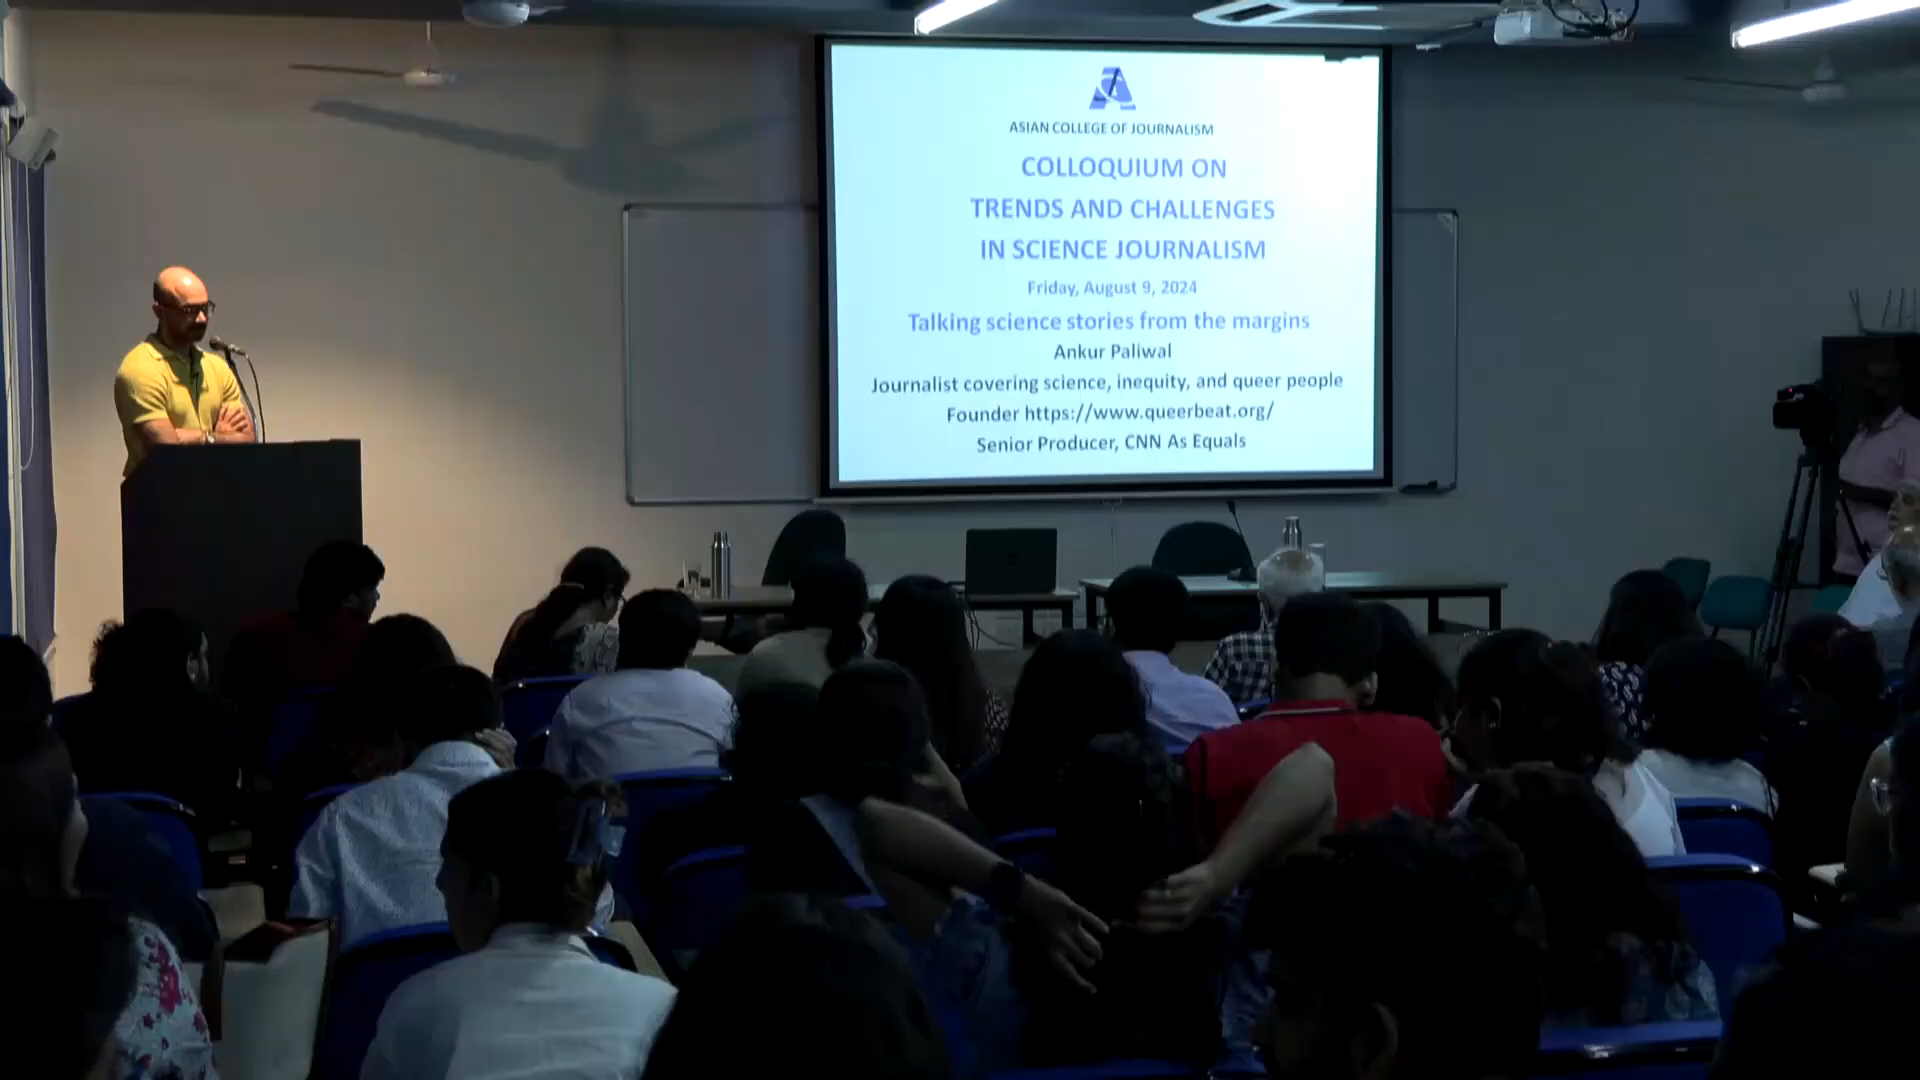 ASIAN COLLEGE OF JOURNALISM
COLLOQUIUM ON
TRENDS AND CHALLENGES
IN SCIENCE JOURNALISM
Friday, August 9, 2024
Talking science stories from the margins
Ankur Paliwal
Journalist covering science, inequity, and queer people
Founder https://www.queerbeat.org/
Senior Producer, CNN As Equals